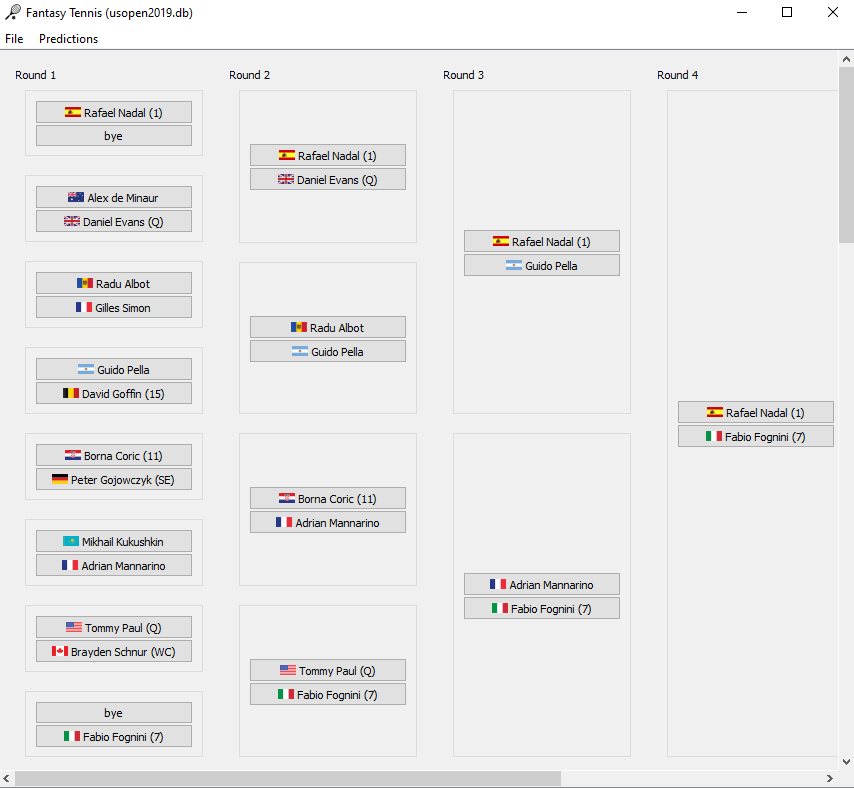 Fantasy Tennis (usopen2019.db)
File Predictions
Round 1
Rafael Nadal (1)
bye
Alex de Minaur
Daniel Evans (Q)
Radu Albot
Gilles Simon
Guido Pella
David Goffin (15)
Borna Coric (11)
Peter Gojowczyk (SE)
Mikhail Kukushkin
Adrian Mannarino
Tommy Paul (Q)
Brayden Schnur (WC)
bye
Fabio Fognini (7)
Round 2
Rafael Nadal (1)
Daniel Evans (Q)
Radu Albot
Guido Pella
Borna Coric (11)
Adrian Mannarino
Tommy Paul (Q)
Fabio Fognini (7)
Round 3
Rafael Nadal (1)
Guido Pella
Adrian Mannarino
Fabio Fognini (7)
Round 4
Rafael Nadal (1)
Fabio Fognini (7)